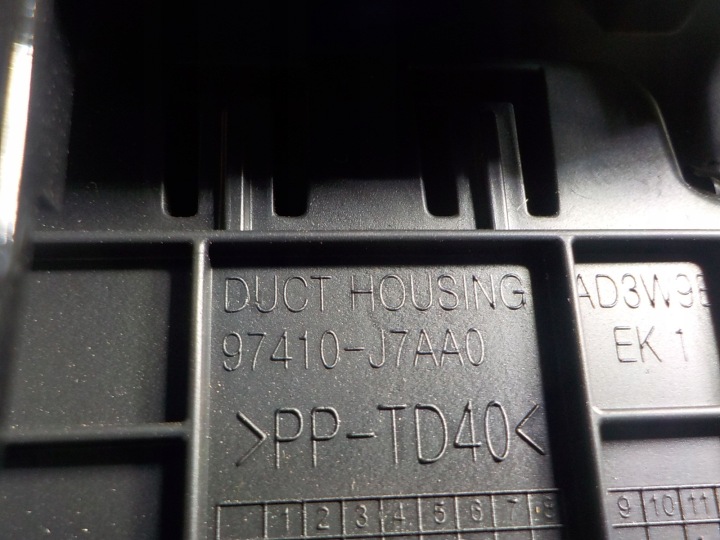 DUCT HOUSING
97410-J7AA0
>PP-TD40<
1 2 3 4 5 6 7 8
AD3W9E
EK 1
9 10 11